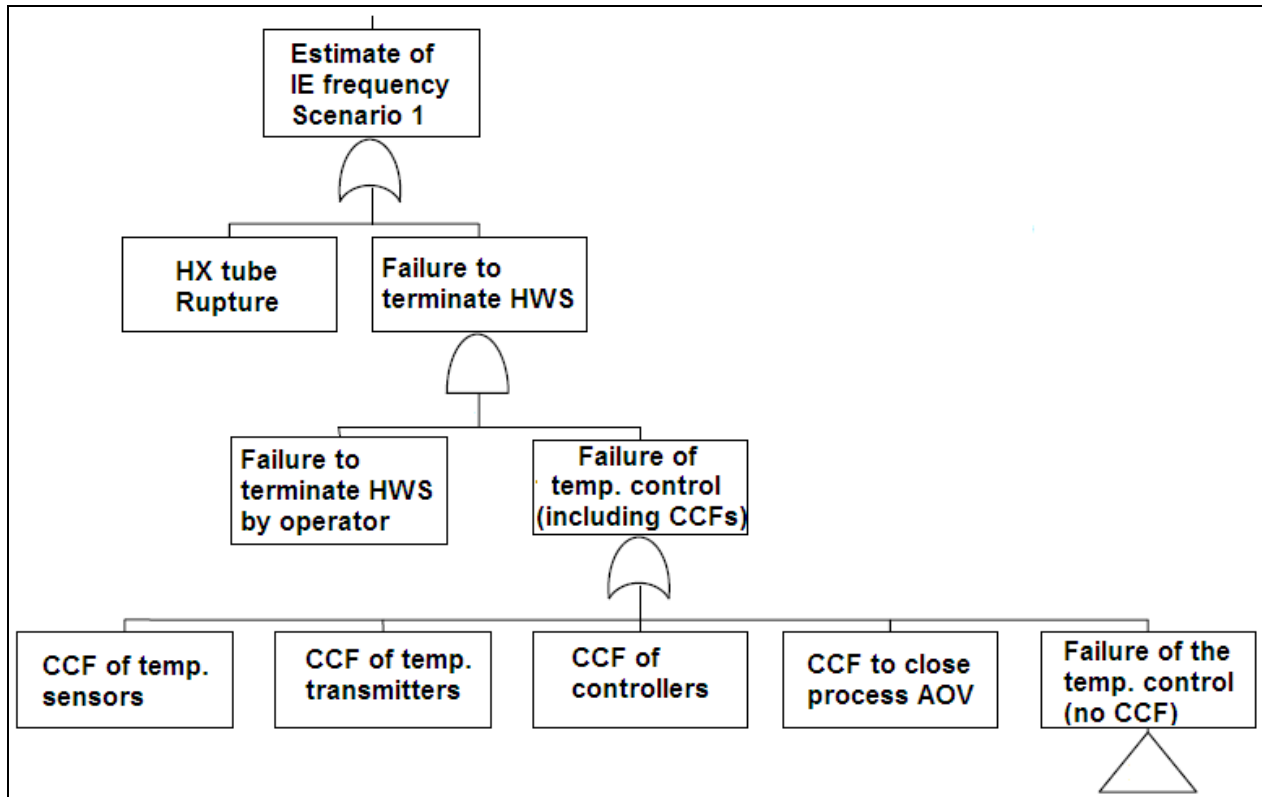 Estimate of
IE frequency
Scenario 1
HX tube
Rupture
Failure to
terminate HWS
Failure to
terminate HWS
by operator
Failure of
temp. control
(including CCFs)
CCF of temp.
sensors
CCF of temp.
transmitters
CCF of
controllers
CCF to close
process AOV
Failure of the
temp. control
(no CCF)